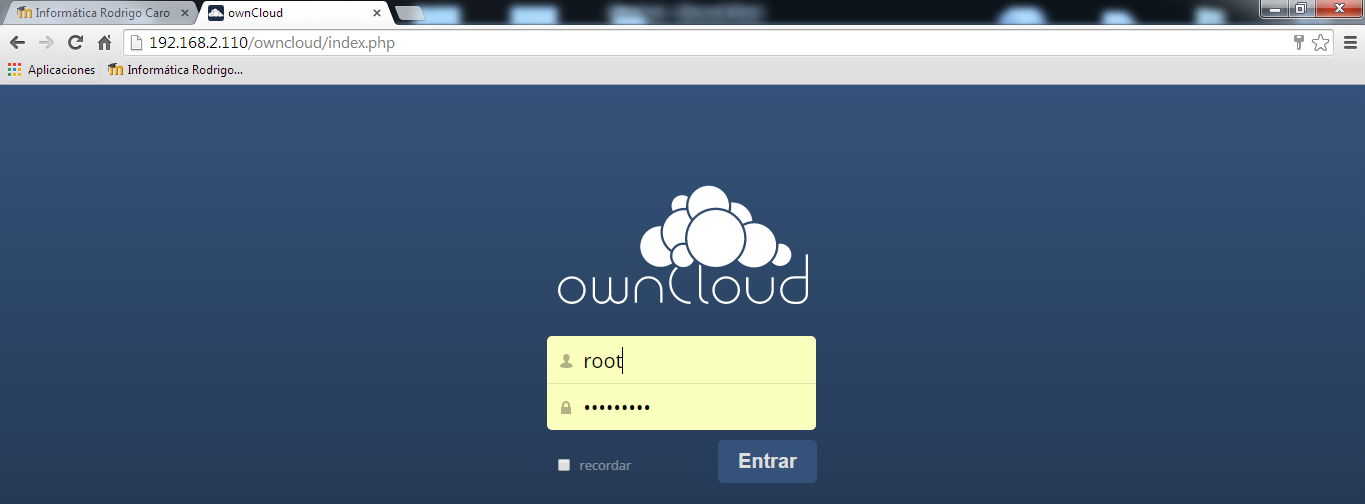 Informática Rodrigo Caro
ownCloud
192.168.2.110/owncloud/index.php
Aplicaciones
Informática Rodrigo...
ownCloud
root
•••••••••
recordar
Entrar